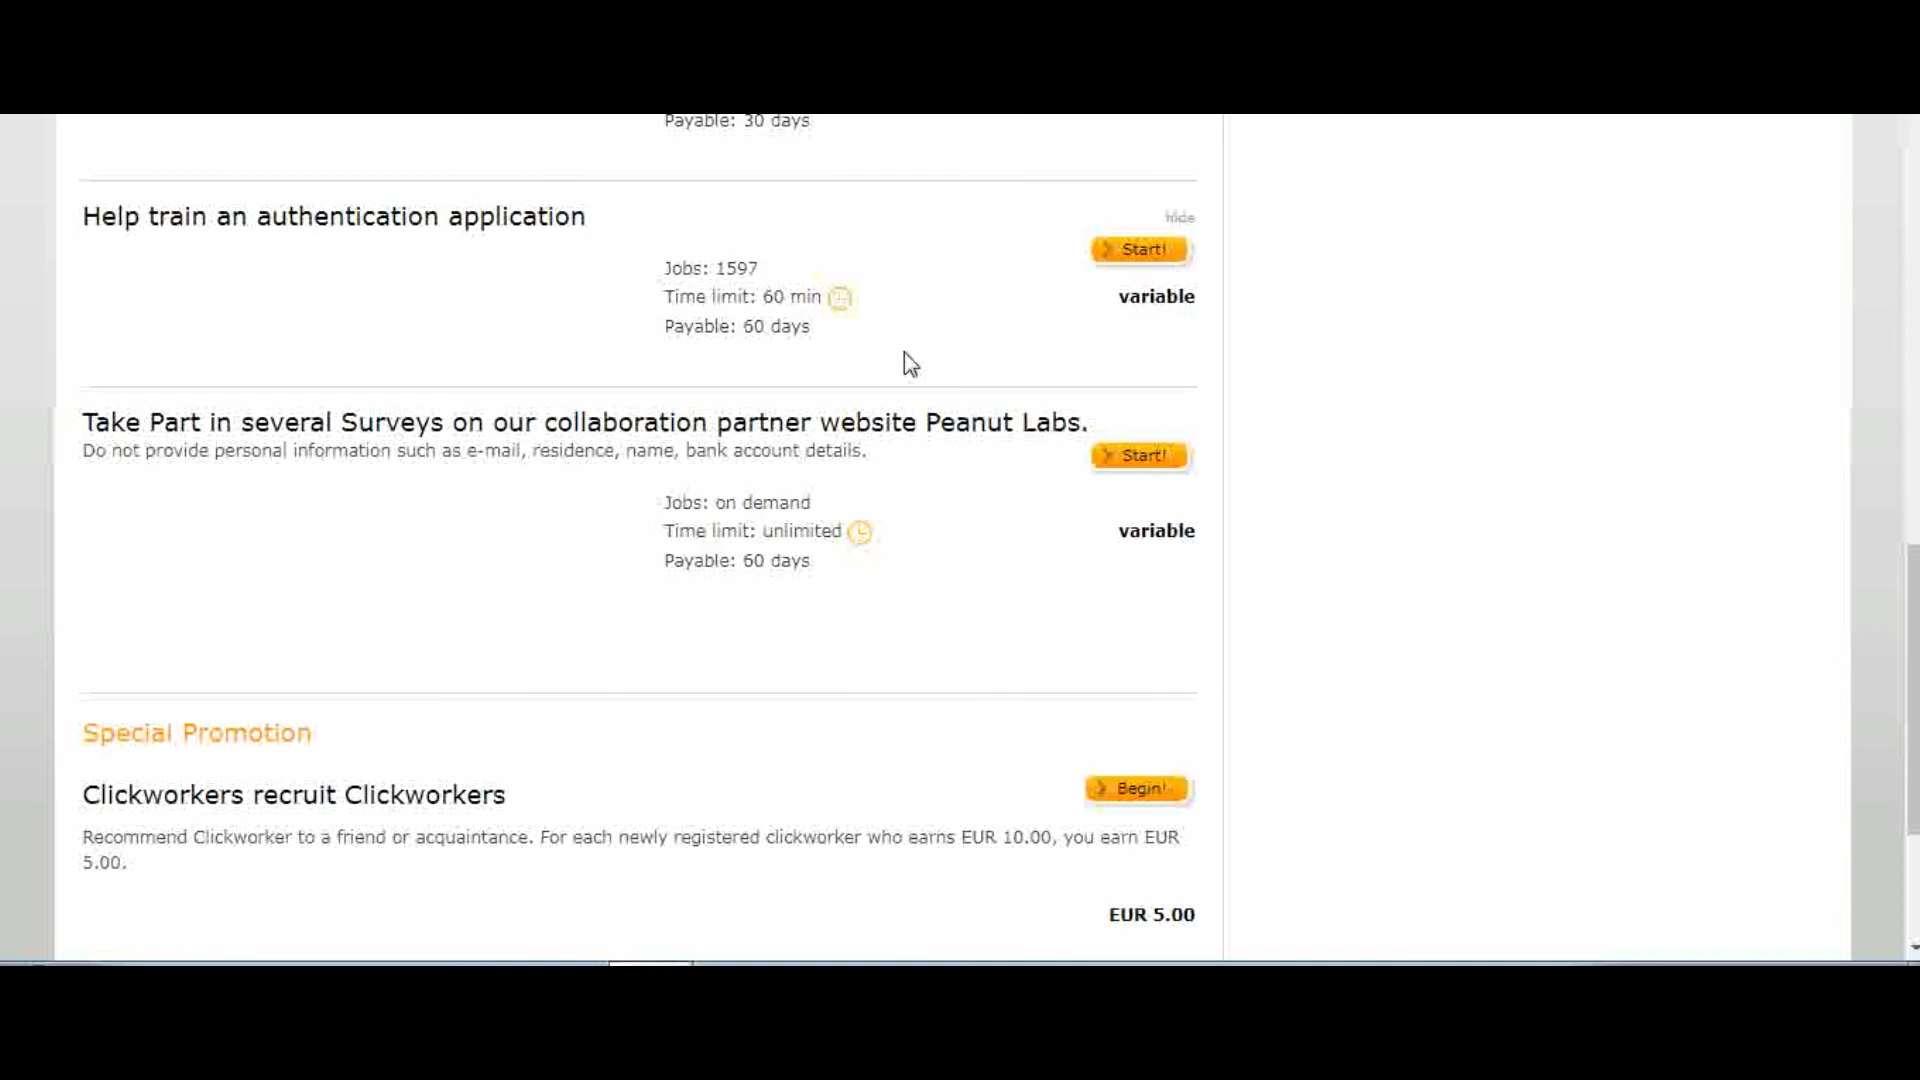 Payable: 30 days
Help train an authentication application
hide
Start!
Jobs: 1597
Time limit: 60 min
variable
Payable: 60 days
Take Part in several Surveys on our collaboration partner website Peanut Labs.
Do not provide personal information such as e-mail, residence, name, bank account details.
Start!
Jobs: on demand
Time limit: unlimited
variable
Payable: 60 days
Special Promotion
Clickworkers recruit Clickworkers
Begin!
Recommend Clickworker to a friend or acquaintance. For each newly registered clickworker who earns EUR 10.00, you earn EUR
5.00.
EUR 5.00